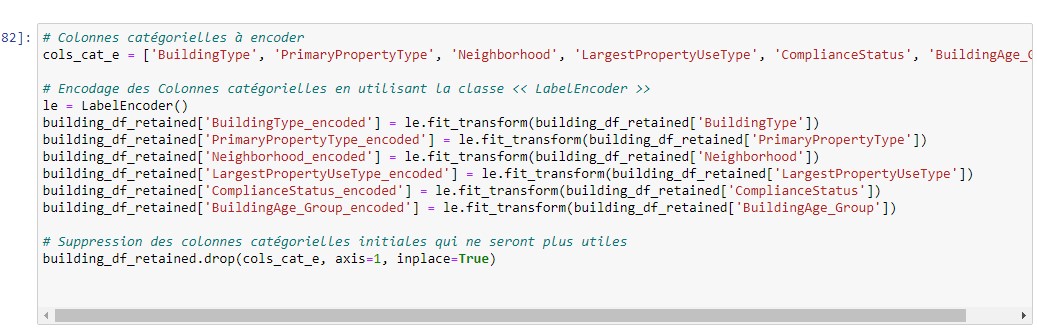 82]:
# Colonnes catégorielles à encoder
cols_cat_e = ['BuildingType', 'PrimaryPropertyType', 'Neighborhood', 'LargestPropertyUseType', 'ComplianceStatus', 'BuildingAge_G
# Encodage des Colonnes catégorielles en utilisant la classe << LabelEncoder >>
le = LabelEncoder()
building_df_retained['BuildingType_encoded'] = le.fit_transform(building_df_retained['BuildingType'])
building_df_retained['PrimaryPropertyType_encoded'] = le.fit_transform(building_df_retained['PrimaryPropertyType'])
building_df_retained['Neighborhood_encoded'] = le.fit_transform(building_df_retained['Neighborhood'])
building_df_retained['LargestPropertyUseType_encoded'] = le.fit_transform(building_df_retained['LargestPropertyUseType'])
building_df_retained['ComplianceStatus_encoded'] = le.fit_transform(building_df_retained['ComplianceStatus'])
building_df_retained['BuildingAge_Group_encoded'] = le.fit_transform(building_df_retained['BuildingAge_Group'])
# Suppression des colonnes catégorielles initiales qui ne seront plus utiles
building_df_retained.drop(cols_cat_e, axis=1, inplace=True)